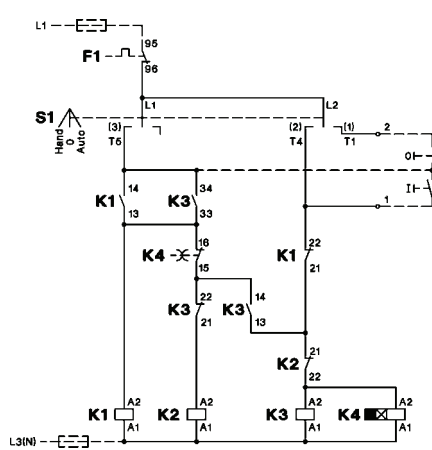 L1
95
F1
96
L1
L2
S1
Hand
0
Auto
(3)
T5
(2)
T4
(1)
T1
2
0
I
1
14
K1
13
34
K3
33
16
K4
15
22
K1
21
22
K3
21
14
K3
13
21
K2
22
A2
K1
A1
A2
K2
A1
A2
K3
A1
A2
K4
A1
L3(N)